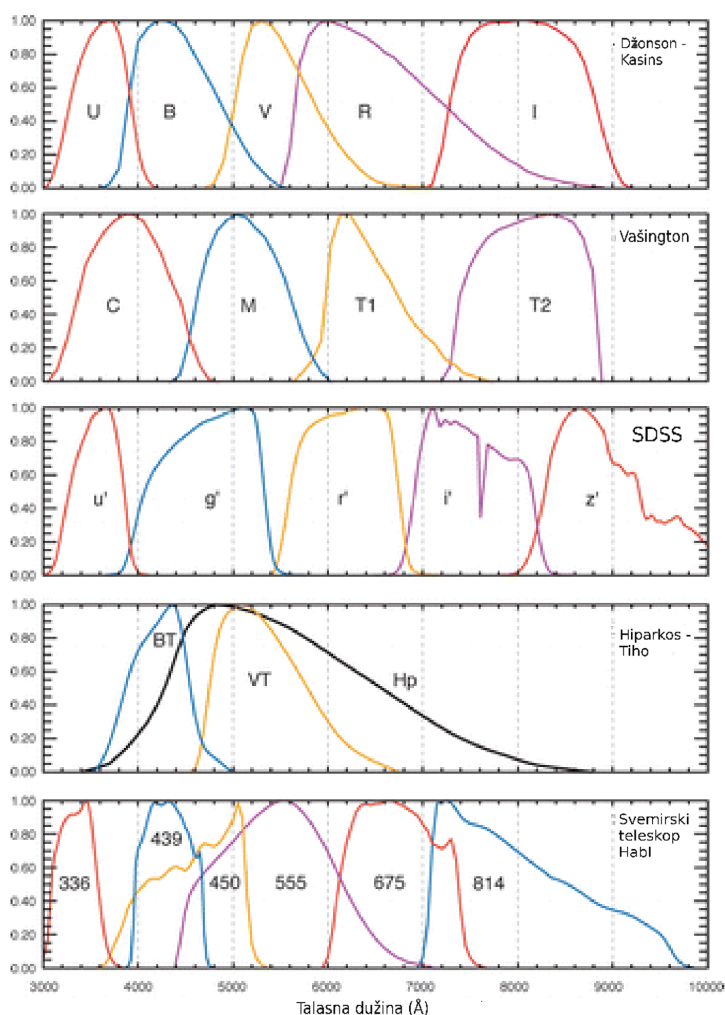 1.00
0.80
0.60
0.40
0.20
0.00
U B V R I
Džonson -
Kasins
1.00
0.80
0.60
0.40
0.20
0.00
C M T1 T2
Vašington
1.00
0.80
0.60
0.40
0.20
0.00
u' g' r' i' z'
SDSS
1.00
0.80
0.60
0.40
0.20
0.00
BT VT Hp
Hiparkos -
Tiho
1.00
0.80
0.60
0.40
0.20
0.00
336 439 450 555 675 814
Svemirski
teleskop
Habl
3000 4000 5000 6000 7000 8000 9000 10000
Talasna dužina (Å)